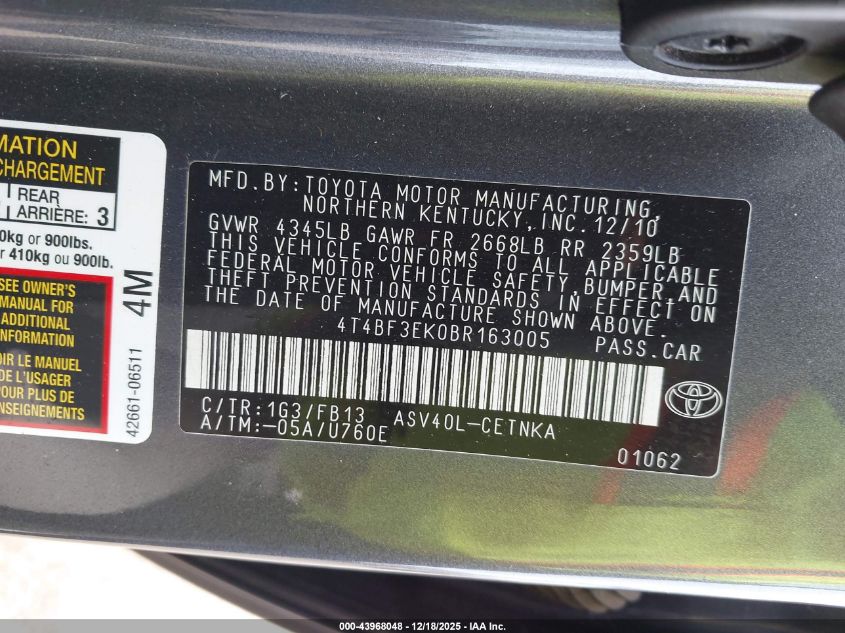 MATION
CHARGEMENT
REAR
ARRIÈRE: 3
kg or 900lbs.
410kg ou 900lb.
SEE OWNER'S
MANUAL FOR
ADDITIONAL
INFORMATION
LE MANUEL
DE L'USAGER
POUR PLUS DE
RENSEIGNEMENTS
4M
42661-06511
MFD.BY:TOYOTA MOTOR MANUFACTURING,
NORTHERN KENTUCKY,INC.12/10
GVWR 4345LB GAWR FR 2668LB RR 2359LB
THIS VEHICLE CONFORMS TO ALL APPLICABLE
FEDERAL MOTOR VEHICLE SAFETY,BUMPER,AND
THEFT PREVENTION STANDARDS IN EFFECT ON
THE DATE OF MANUFACTURE SHOWN ABOVE.
4T4BF3EK0BR163005 PASS.CAR
C/TR:1G3/FB13 ASV40L-CETNKA
A/TM:-05A/U760E
01062
000-43968048 - 12/18/2025 - IAA Inc.